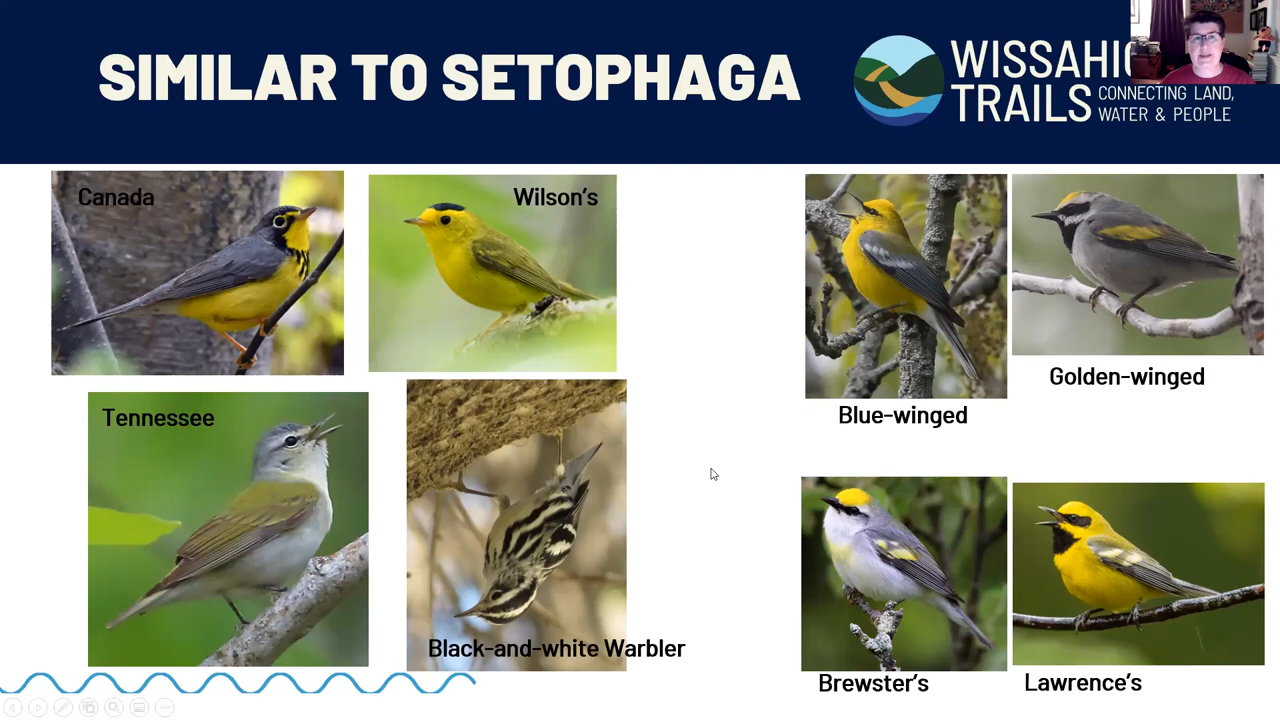 SIMILAR TO SETOPHAGA
WISSAHIC
TRAILS
CONNECTING LAND,
WATER & PEOPLE
Canada
Wilson's
Tennessee
Black-and-white Warbler
Blue-winged
Golden-winged
Brewster's
Lawrence's